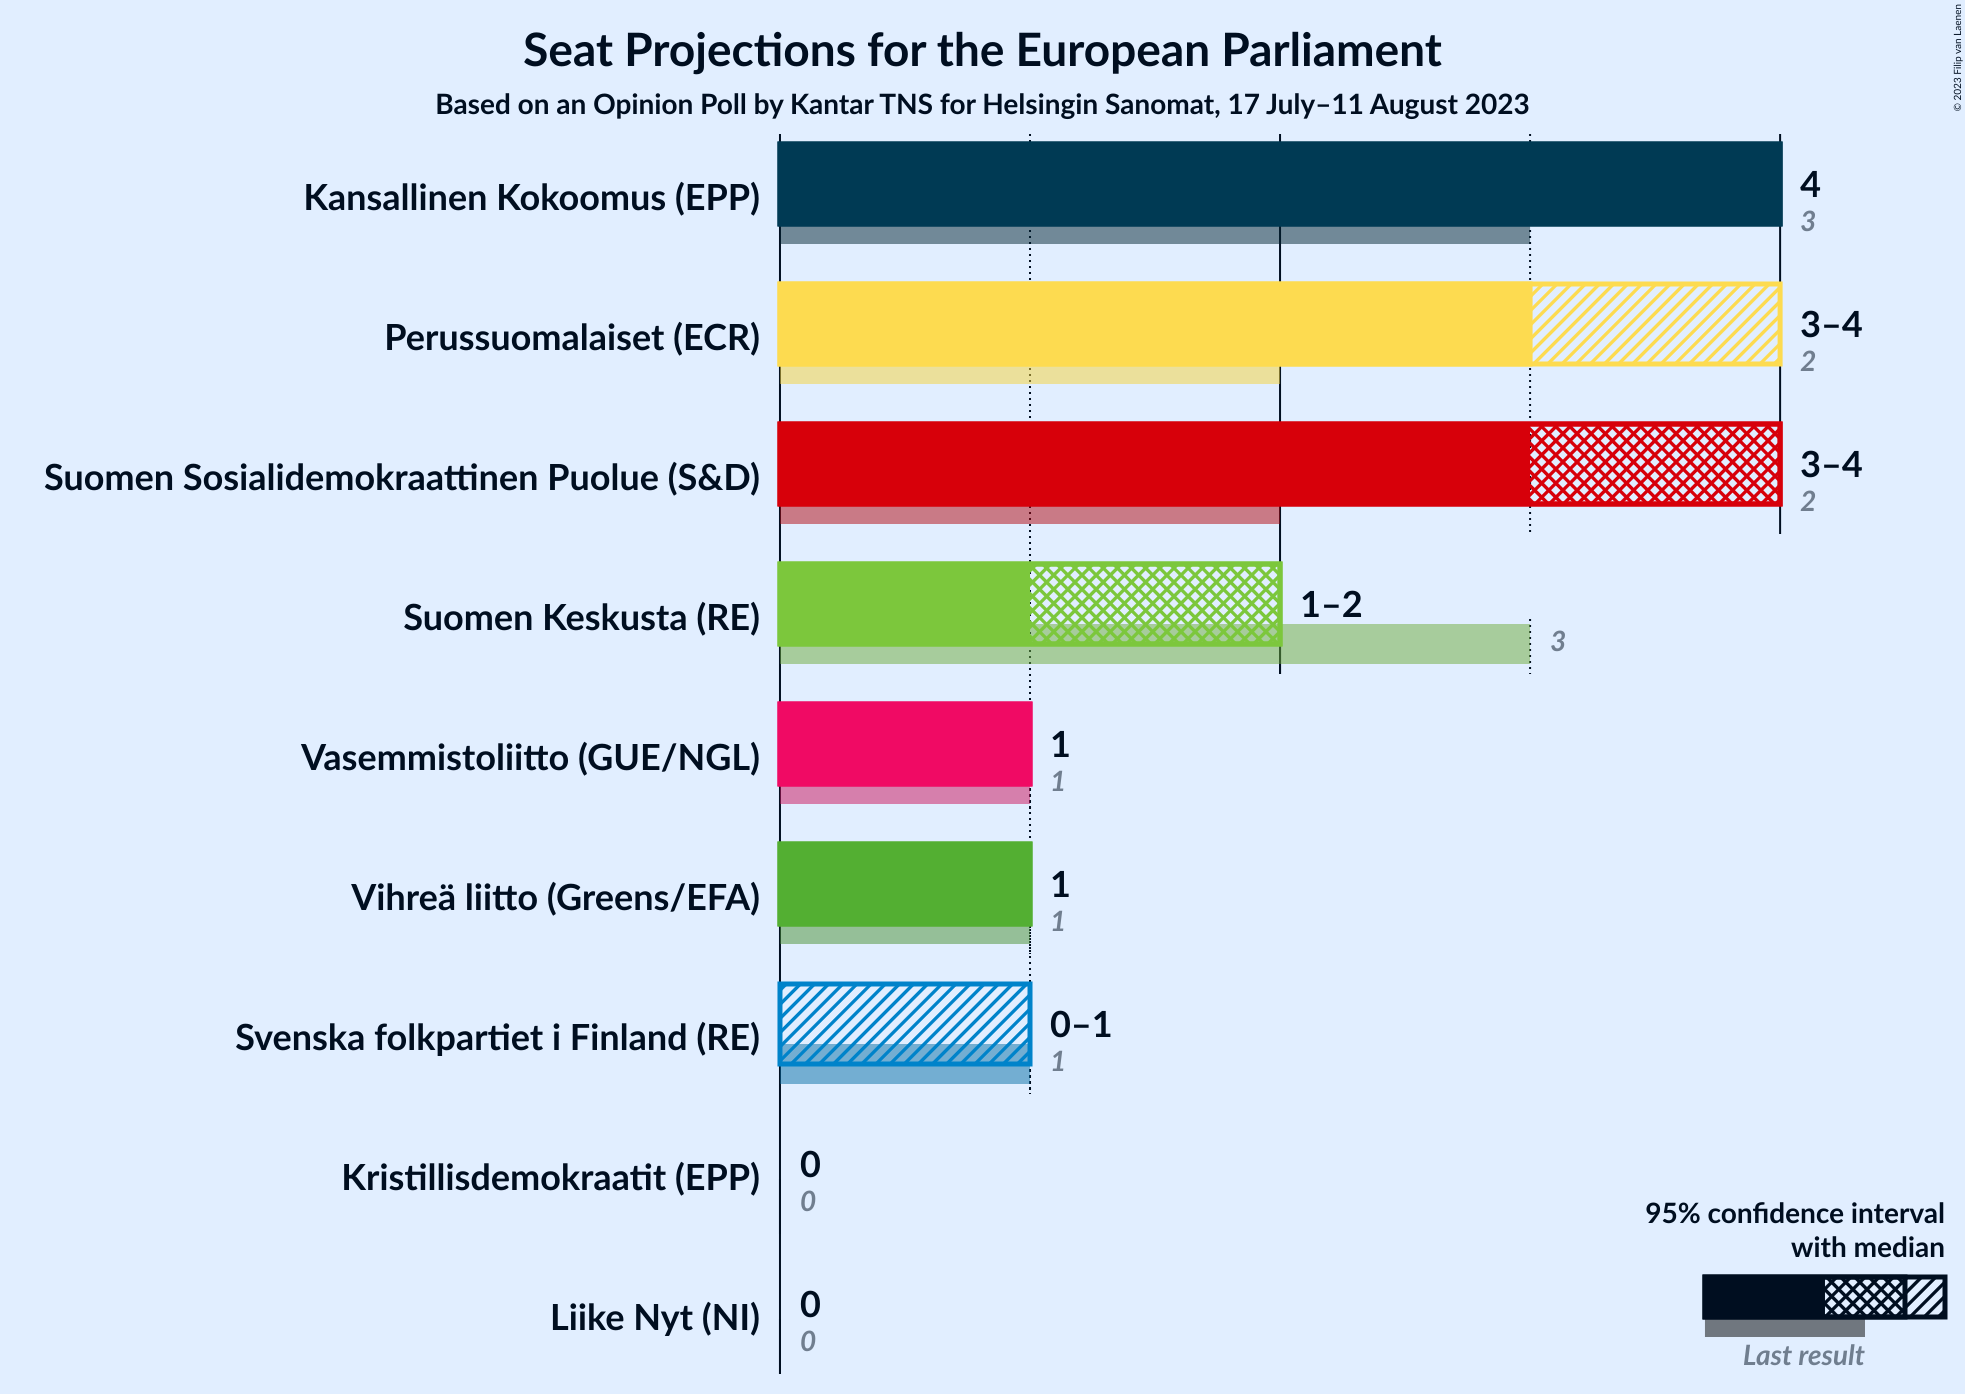 Seat Projections for the European Parliament
Based on an Opinion Poll by Kantar TNS for Helsingin Sanomat, 17 July–11 August 2023
© 2023 Filip van Laenen
Kansallinen Kokoomus (EPP)
4
3
Perussuomalaiset (ECR)
3–4
2
Suomen Sosialidemokraattinen Puolue (S&D)
3–4
2
Suomen Keskusta (RE)
1–2
3
Vasemmistoliitto (GUE/NGL)
1
1
Vihreä liitto (Greens/EFA)
1
1
Svenska folkpartiet i Finland (RE)
0–1
1
Kristillisdemokraatit (EPP)
0
0
Liike Nyt (NI)
0
0
95% confidence interval
with median
Last result